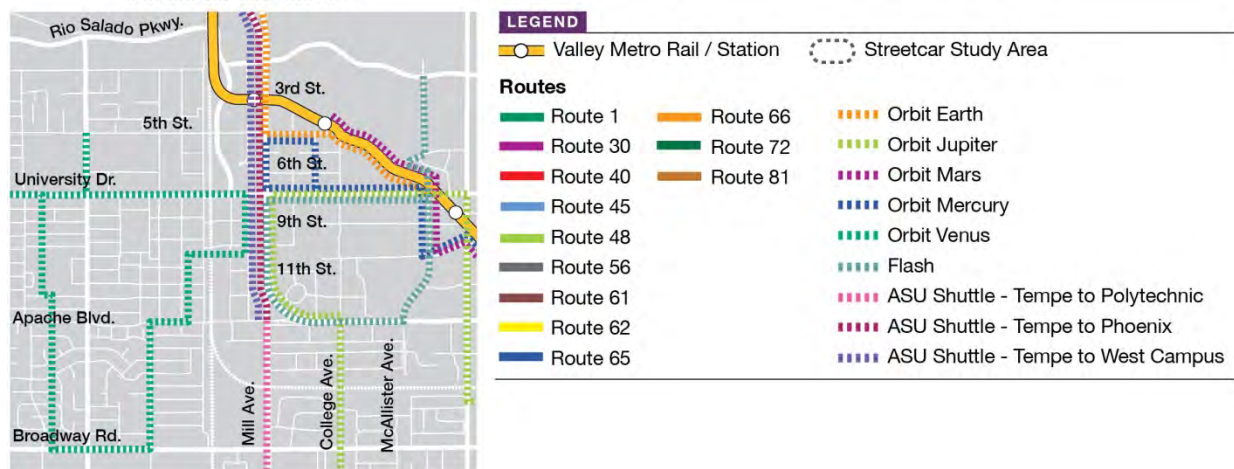 Rio Salado Pkwy.
3rd St.
5th St.
6th St.
University Dr.
9th St.
11th St.
Apache Blvd.
Mill Ave.
College Ave.
McAllister Ave.
Broadway Rd.
LEGEND
Valley Metro Rail / Station
Streetcar Study Area
Routes
Route 1
Route 30
Route 40
Route 45
Route 48
Route 56
Route 61
Route 62
Route 65
Route 66
Route 72
Route 81
Orbit Earth
Orbit Jupiter
Orbit Mars
Orbit Mercury
Orbit Venus
Flash
ASU Shuttle - Tempe to Polytechnic
ASU Shuttle - Tempe to Phoenix
ASU Shuttle - Tempe to West Campus